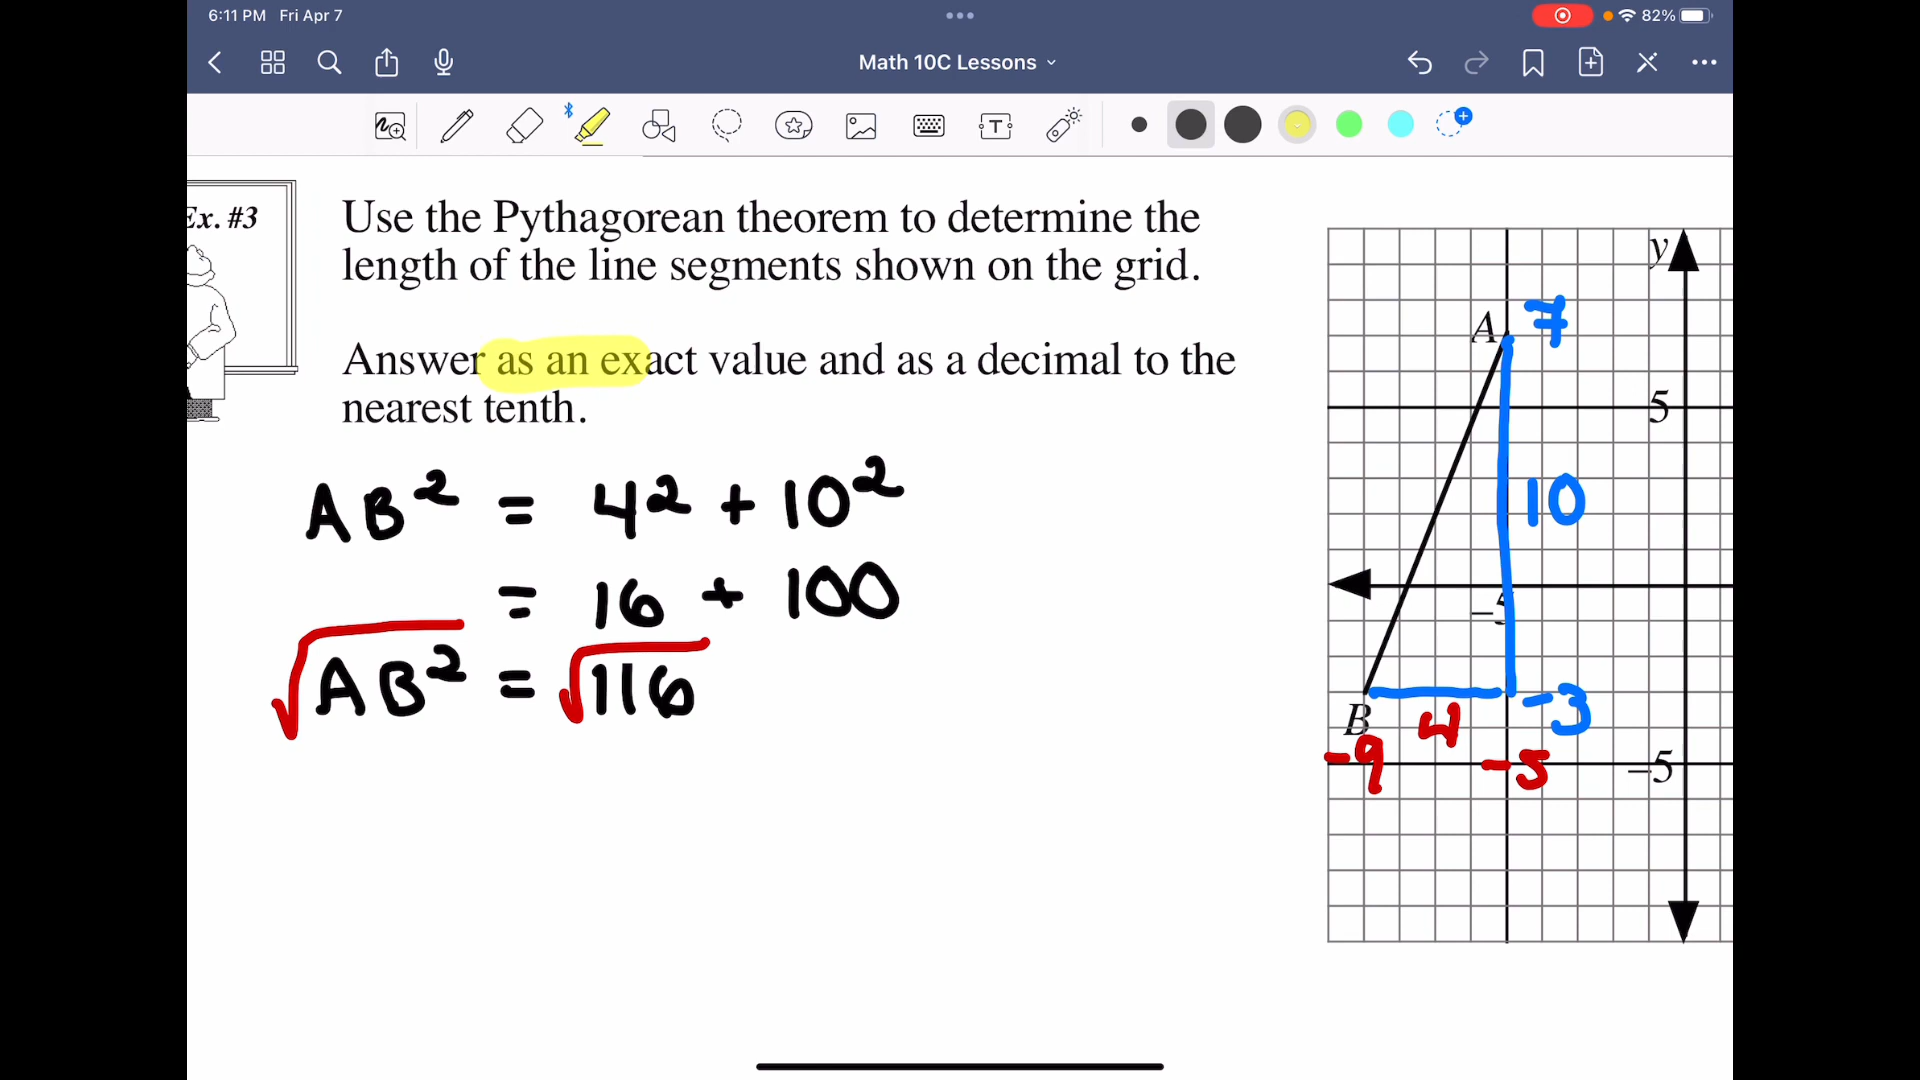 6:11 PM Fri Apr 7
82%
Math 10C Lessons
Ex. #3
Use the Pythagorean theorem to determine the
length of the line segments shown on the grid.
Answer as an exact value and as a decimal to the
nearest tenth.
AB² = 4² + 10²
= 16 + 100
√AB² = √116
y
A 7
5
10
-5
B 4 -3
-9 -5 -5